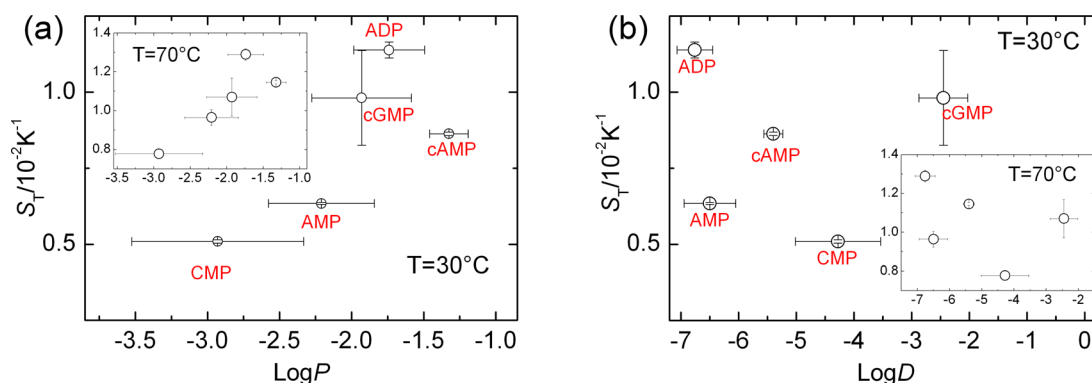 (a)
1.4
1.2
1.0
0.8
T=70°C
-3.5 -3.0 -2.5 -2.0 -1.5 -1.0
ADP
cGMP
cAMP
AMP
CMP
T=30°C
1.0
0.5
S_T/10⁻²K⁻¹
-3.5 -3.0 -2.5 -2.0 -1.5 -1.0
LogP
(b)
T=30°C
ADP
cGMP
cAMP
AMP
CMP
1.0
0.5
S_T/10⁻²K⁻¹
1.4
1.2
1.0
0.8
T=70°C
-7 -6 -5 -4 -3 -2
-7 -6 -5 -4 -3 -2 -1 0
LogD